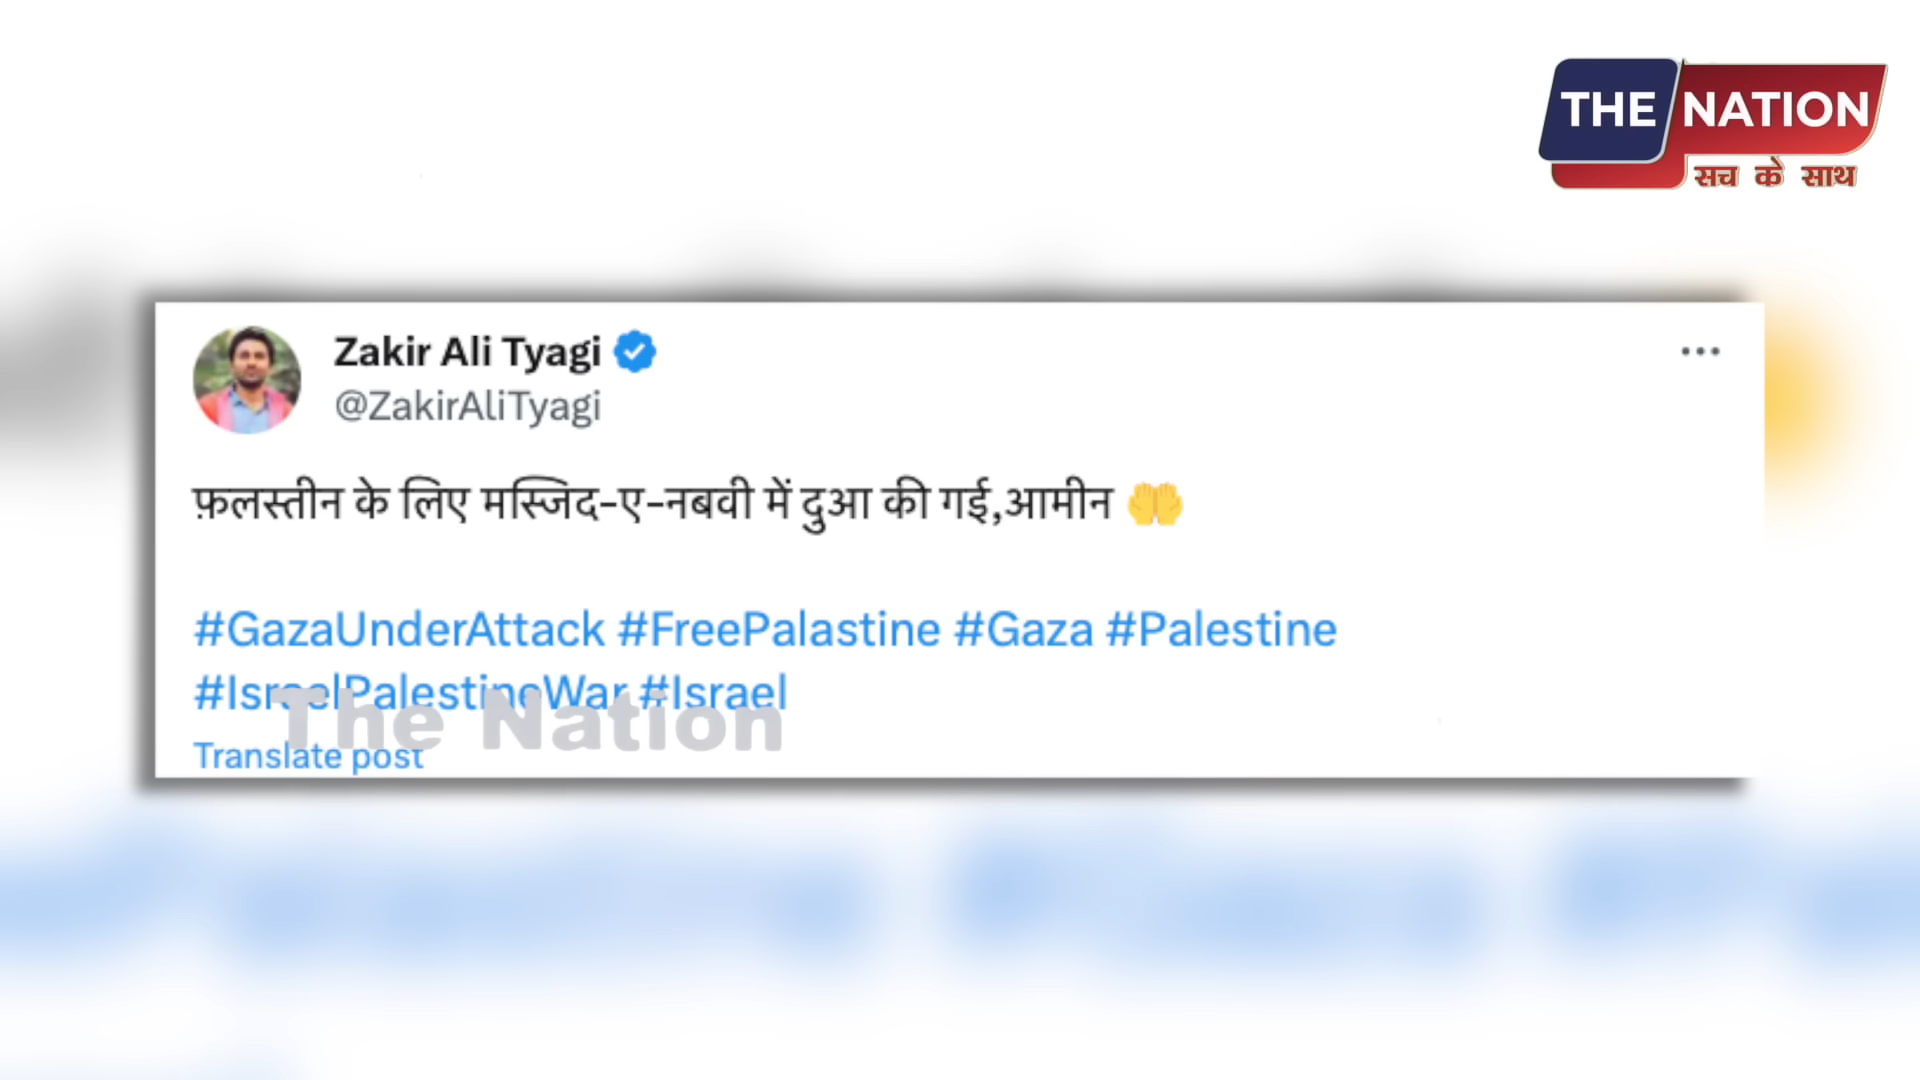 THE NATION
सच के साथ
Zakir Ali Tyagi
@ZakirAliTyagi
फ़लस्तीन के लिए मस्जिद-ए-नबवी में दुआ की गई,आमीन 🤲
#GazaUnderAttack #FreePalastine #Gaza #Palestine
#IsraelPalestineWar #Israel
The Nation
Translate post